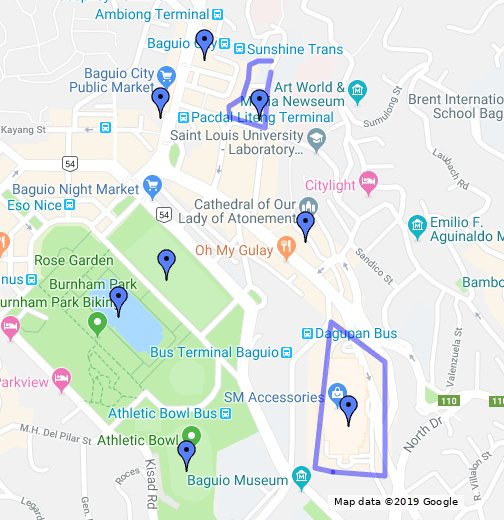 Ambiong Terminal
Baguio City
Sunshine Trans
Baguio City
Public Market
Art World &
Newseum
Brent Internation
School Bag
Sumulong St
Pacdal Liteng Terminal
Kayang St
Saint Louis University
- Laboratory...
Laubach Rd
54
Citylight
Baguio Night Market
Eso Nice
54
Cathedral of Our
Lady of Atonement
Emilio F.
Aguinaldo M
Oh My Gulay
Sandico St
Rose Garden
nus
Burnham Park
Burnham Park Biking
Bambo
Dagupan Bus
Valenzuela St
Bus Terminal Baguio
Parkview
SM Accessories
110
110
Athletic Bowl Bus
M.H. Del Pilar St
North Dr
Athletic Bowl
Kisad Rd
Roces
R. Villalon St
Baguio Museum
Legard
Gen.
Map data ©2019 Google